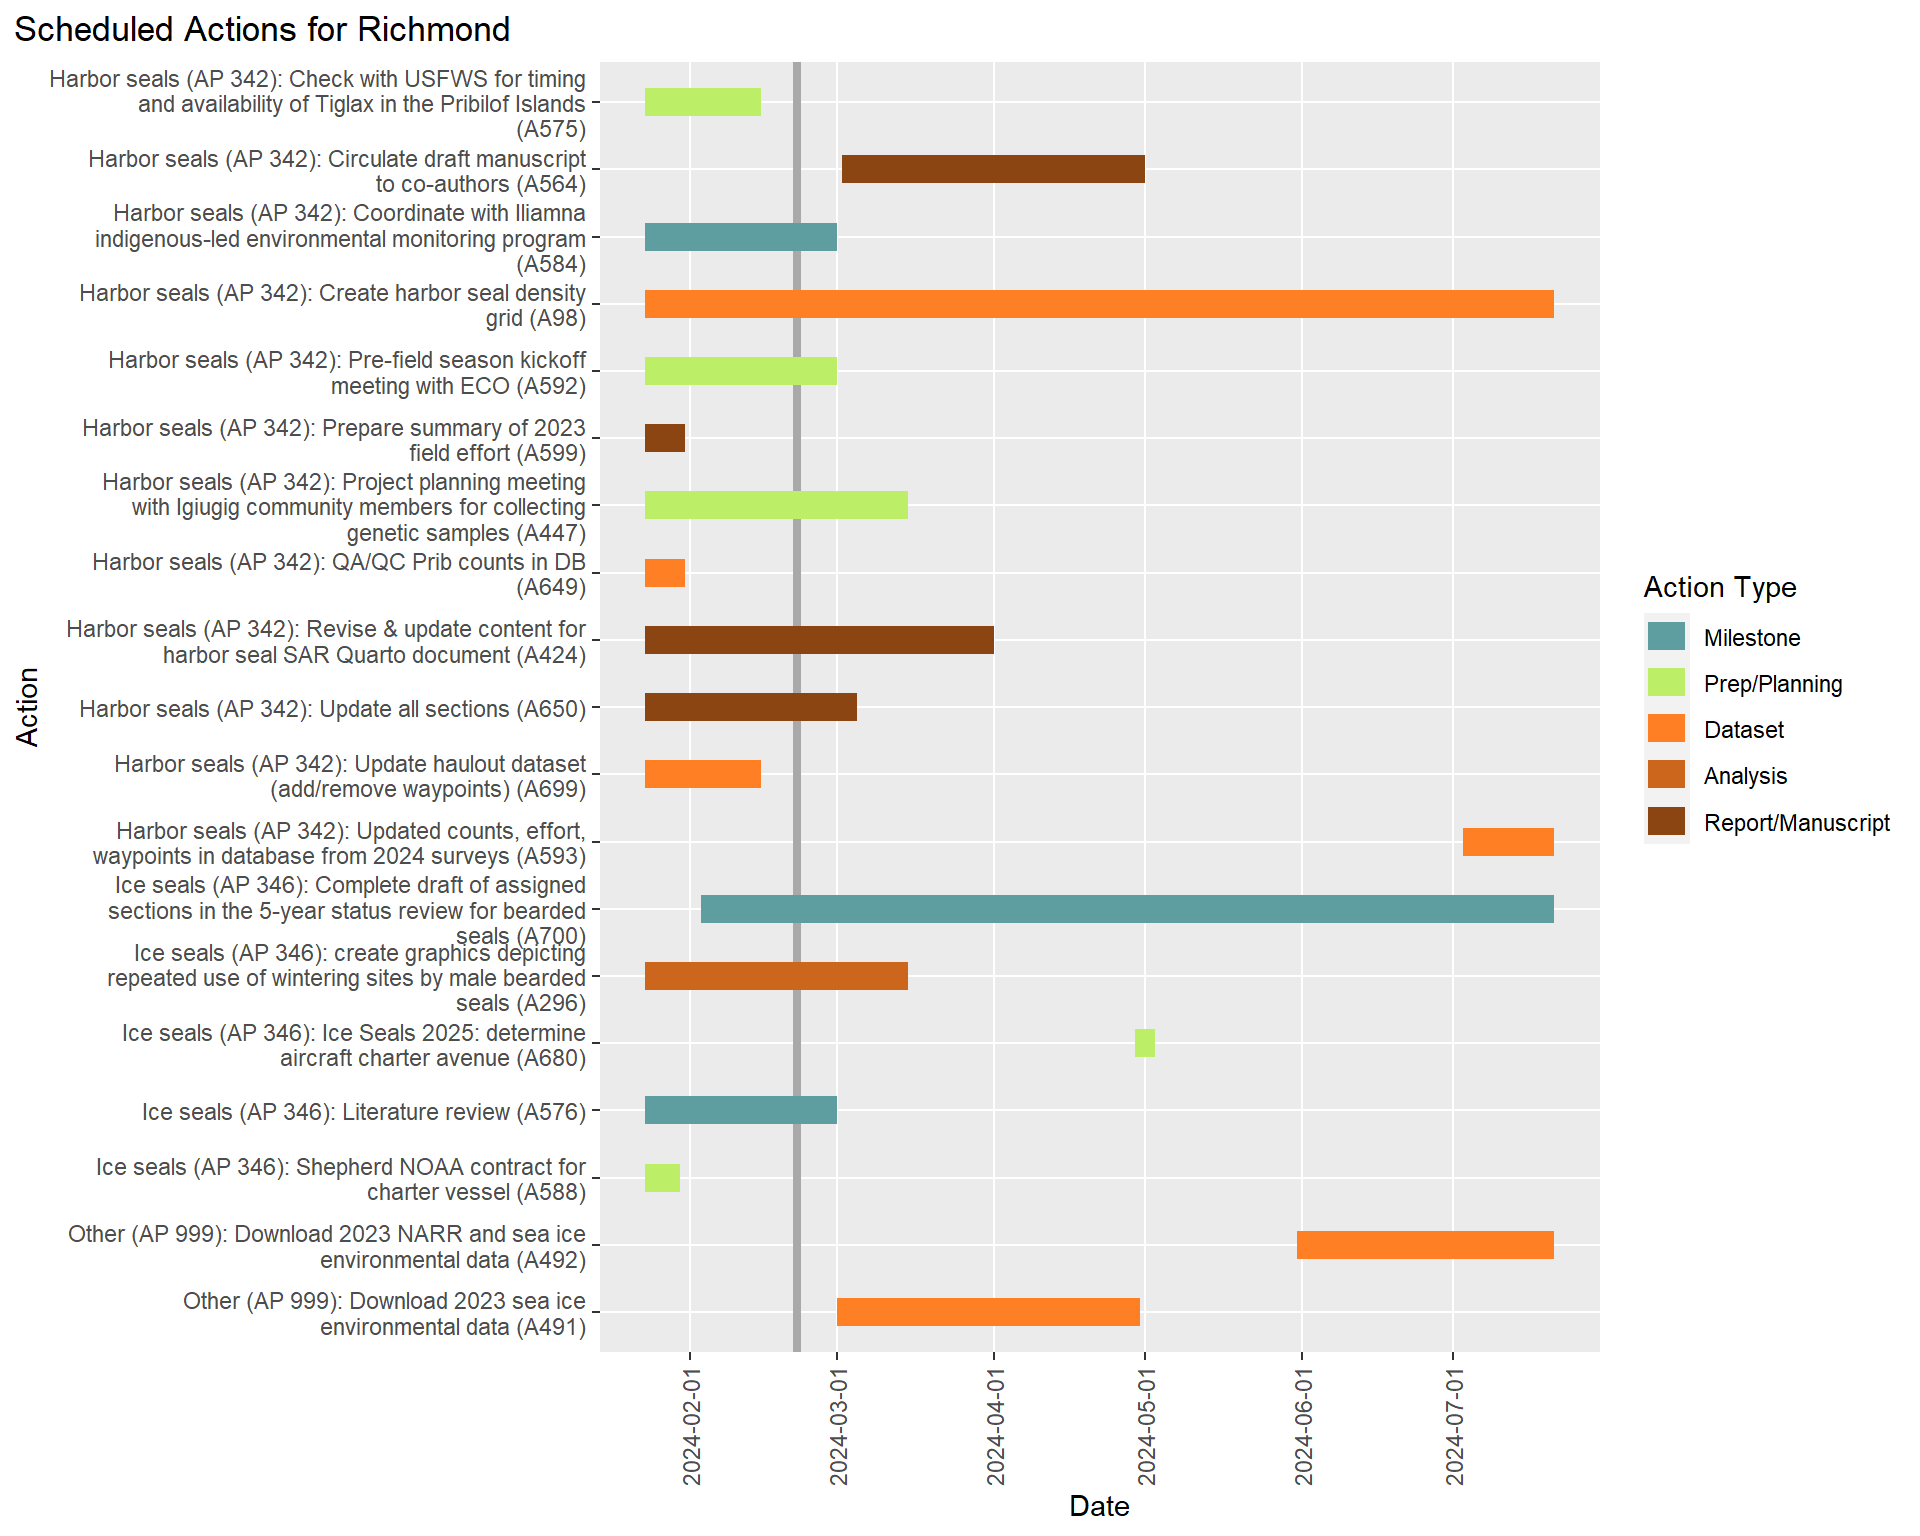 Scheduled Actions for Richmond
Harbor seals (AP 342): Check with USFWS for timing
and availability of Tiglax in the Pribilof Islands
(A575)
Harbor seals (AP 342): Circulate draft manuscript
to co-authors (A564)
Harbor seals (AP 342): Coordinate with Iliamna
indigenous-led environmental monitoring program
(A584)
Harbor seals (AP 342): Create harbor seal density
grid (A98)
Harbor seals (AP 342): Pre-field season kickoff
meeting with ECO (A592)
Harbor seals (AP 342): Prepare summary of 2023
field effort (A599)
Harbor seals (AP 342): Project planning meeting
with Igiugig community members for collecting
genetic samples (A447)
Harbor seals (AP 342): QA/QC Prib counts in DB
(A649)
Harbor seals (AP 342): Revise & update content for
harbor seal SAR Quarto document (A424)
Harbor seals (AP 342): Update all sections (A650)
Harbor seals (AP 342): Update haulout dataset
(add/remove waypoints) (A699)
Harbor seals (AP 342): Updated counts, effort,
waypoints in database from 2024 surveys (A593)
Ice seals (AP 346): Complete draft of assigned
sections in the 5-year status review for bearded
seals (A700)
Ice seals (AP 346): create graphics depicting
repeated use of wintering sites by male bearded
seals (A296)
Ice seals (AP 346): Ice Seals 2025: determine
aircraft charter avenue (A680)
Ice seals (AP 346): Literature review (A576)
Ice seals (AP 346): Shepherd NOAA contract for
charter vessel (A588)
Other (AP 999): Download 2023 NARR and sea ice
environmental data (A492)
Other (AP 999): Download 2023 sea ice
environmental data (A491)
Action
2024-02-01
2024-03-01
2024-04-01
2024-05-01
2024-06-01
2024-07-01
Date
Action Type
Milestone
Prep/Planning
Dataset
Analysis
Report/Manuscript